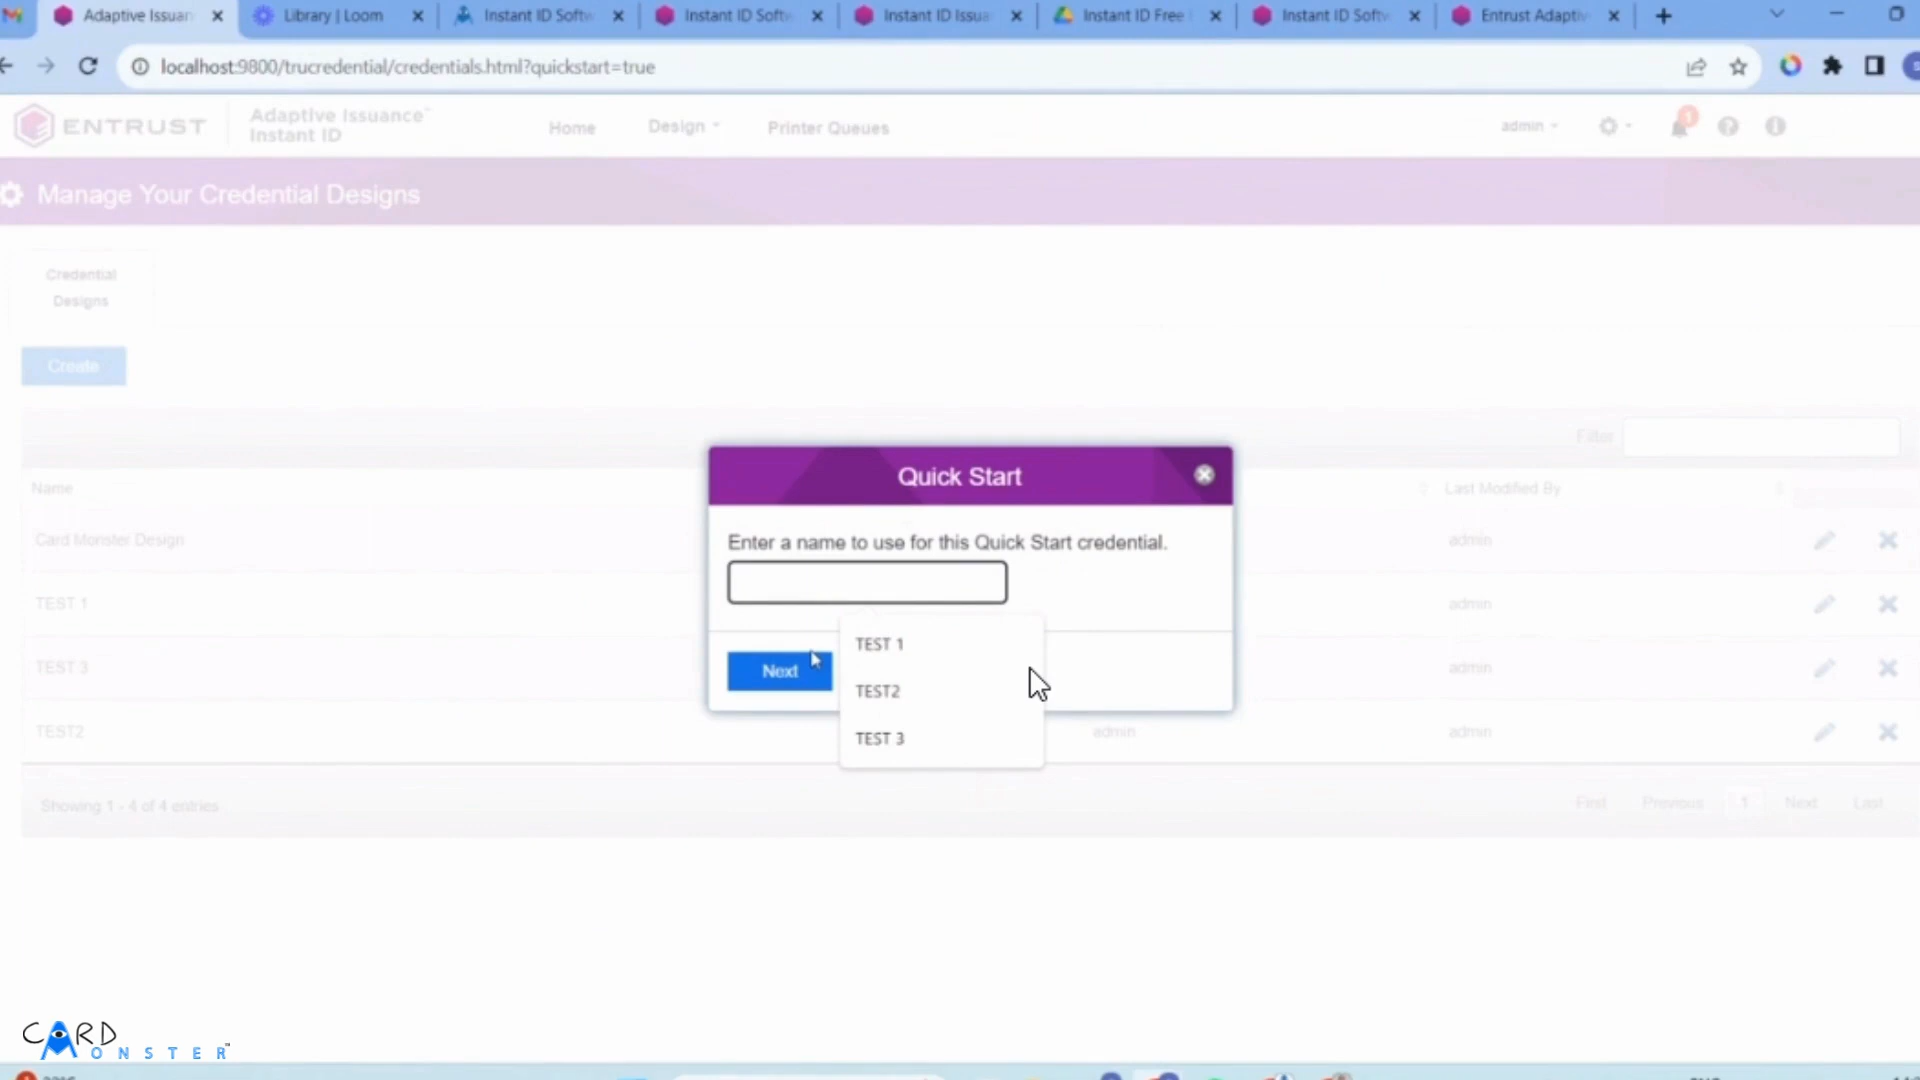 Adaptive Issuan
Library | Loom
Instant ID Softw
Instant ID Softw
Instant ID Issua
Instant ID Free
Instant ID Softw
Entrust Adaptiv
localhost:9800/trucredential/credentials.html?quickstart=true
ENTRUST
Adaptive Issuance™
Instant ID
Home
Design
Printer Queues
admin
1
Manage Your Credential Designs
Credential
Designs
Create
Filter
Name
Last Modified By
Card Monster Design
admin
TEST 1
admin
TEST 3
admin
TEST2
admin
admin
Quick Start
Enter a name to use for this Quick Start credential.
Next
TEST 1
TEST2
TEST 3
Showing 1 - 4 of 4 entries
First
Previous
1
Next
Last
CARD
MONSTER™